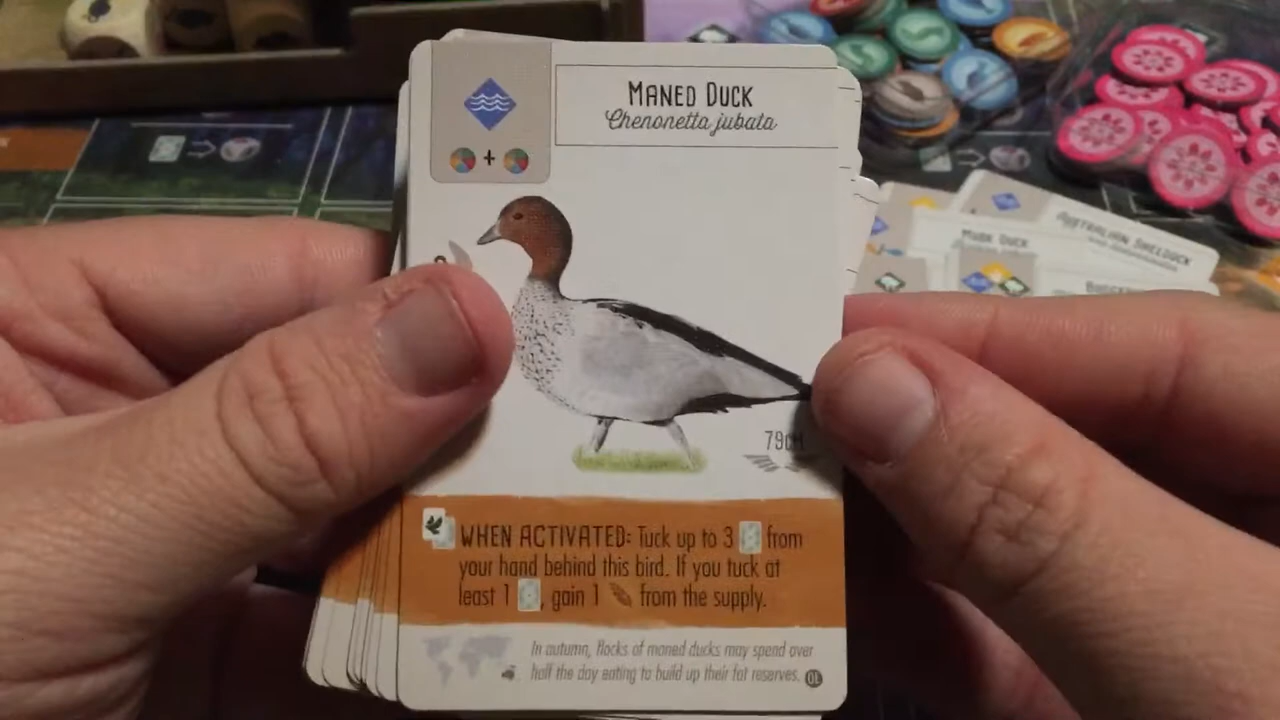 MANED DUCK
Chenonetta jubata
79CM
WHEN ACTIVATED: Tuck up to 3 from
your hand behind this bird. If you tuck at
least 1 , gain 1 from the supply.
In autumn, flocks of maned ducks may spend over
half the day eating to build up their fat reserves.
OE
AUSTRALIAN SHELDUCK
MUSK DUCK